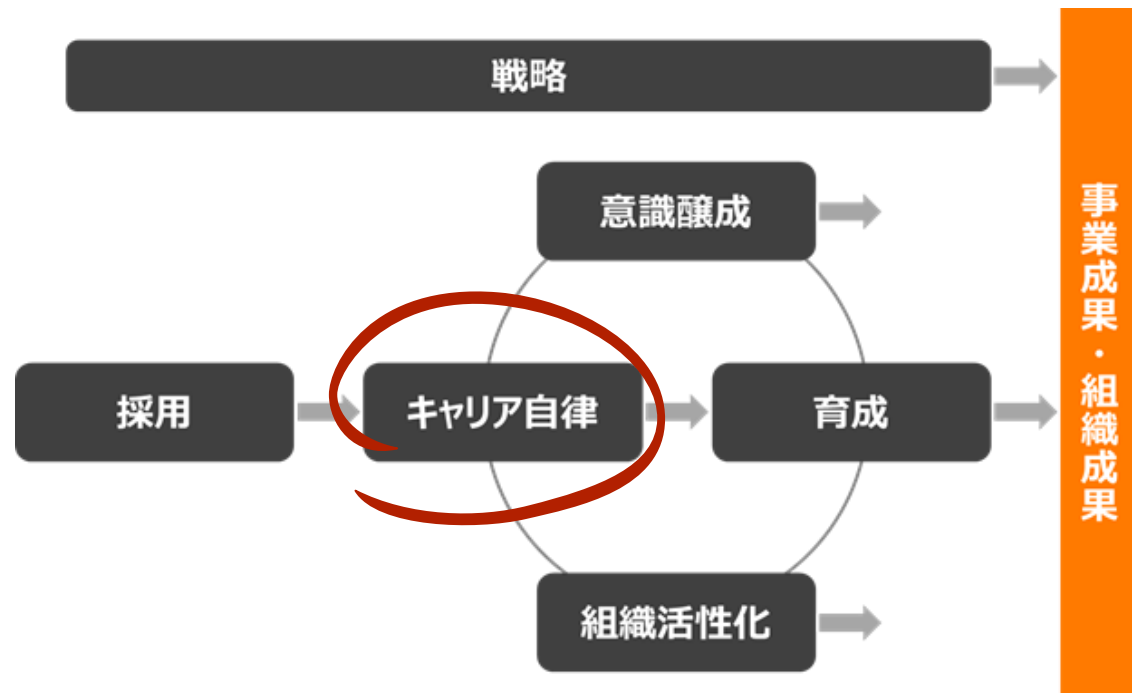 戦略
意識醸成
採用
キャリア自律
育成
組織活性化
事業成果・組織成果